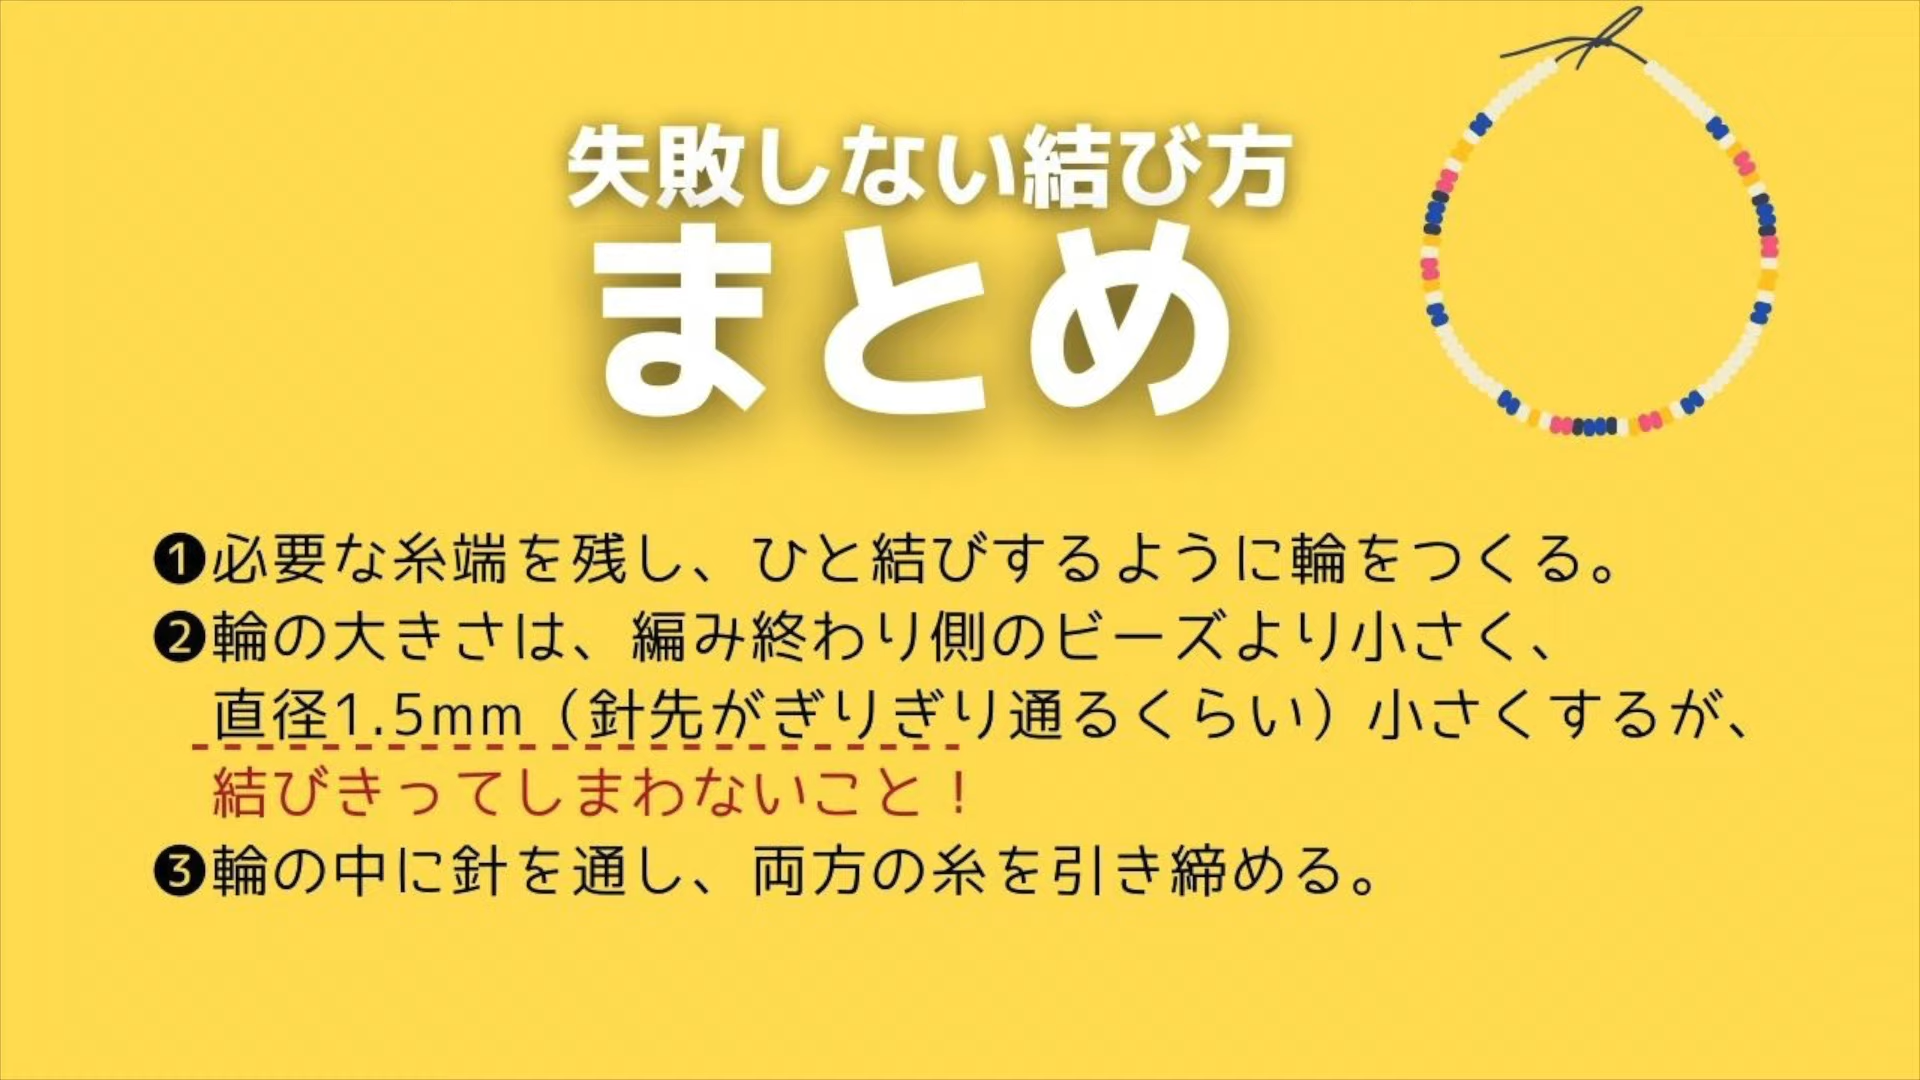 失敗しない結び方
まとめ
❶必要な糸端を残し、ひと結びするように輪をつくる。
❷輪の大きさは、編み終わり側のビーズより小さく、
直径1.5mm（針先がぎりぎり通るくらい）小さくするが、
結びきってしまわないこと！
❸輪の中に針を通し、両方の糸を引き締める。